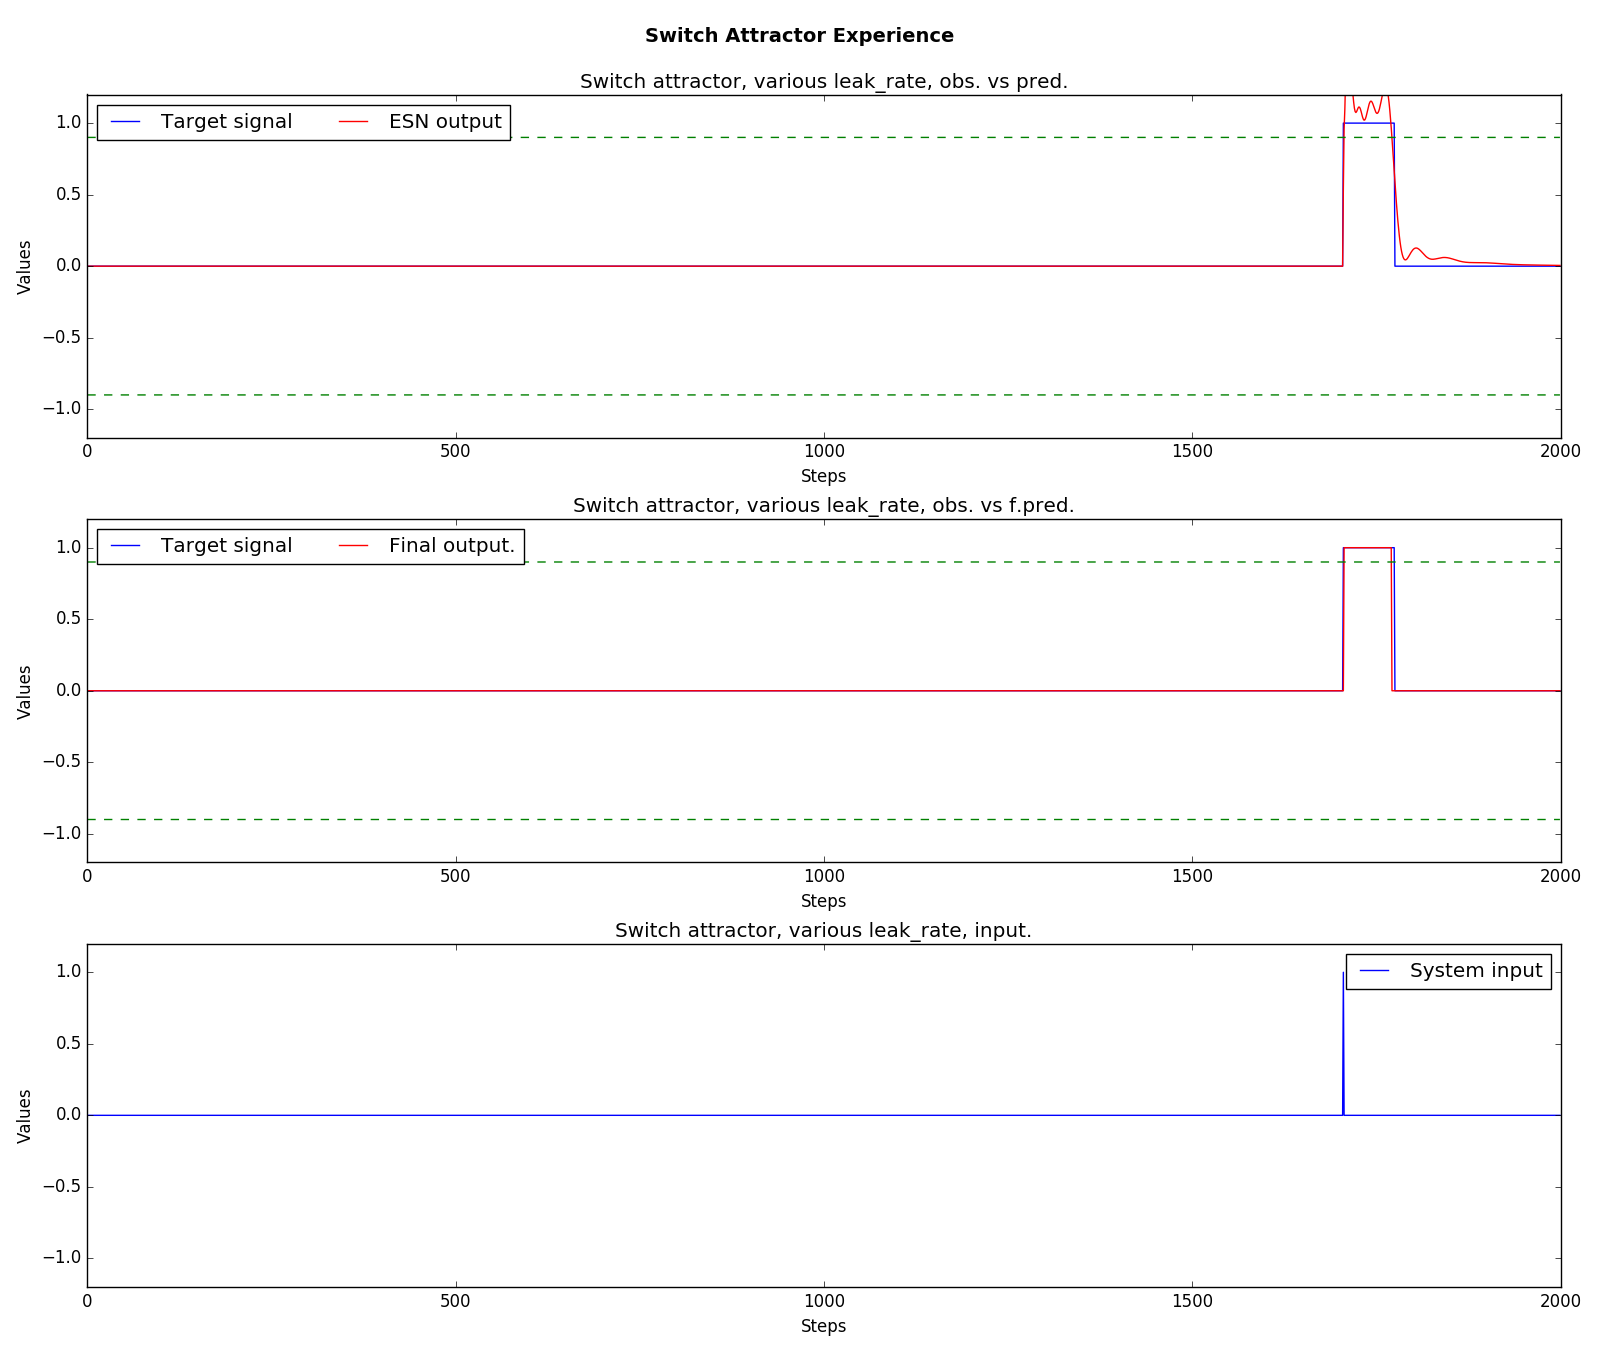 Switch Attractor Experience
Switch attractor, various leak_rate, obs. vs pred.
Target signal ESN output
1.0
0.5
0.0
−0.5
−1.0
Values
0 500 1000 1500 2000
Steps
Switch attractor, various leak_rate, obs. vs f.pred.
Target signal Final output.
1.0
0.5
0.0
−0.5
−1.0
Values
0 500 1000 1500 2000
Steps
Switch attractor, various leak_rate, input.
System input
1.0
0.5
0.0
−0.5
−1.0
Values
0 500 1000 1500 2000
Steps